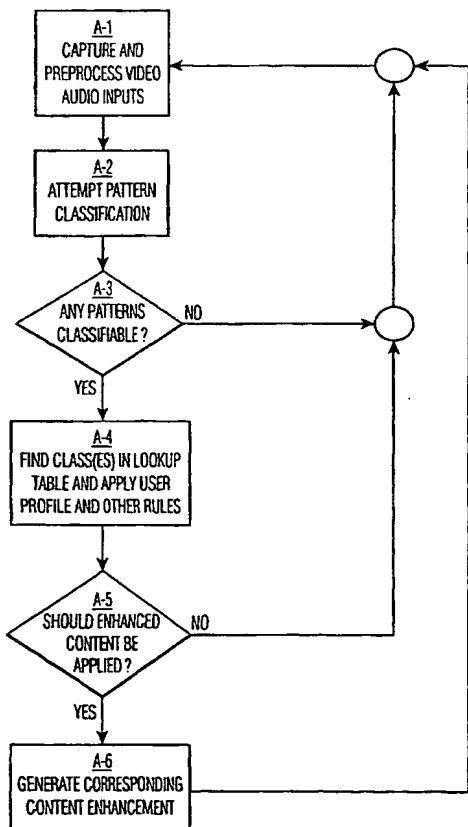 A-1
CAPTURE AND
PREPROCESS VIDEO
AUDIO INPUTS
A-2
ATTEMPT PATTERN
CLASSIFICATION
A-3
ANY PATTERNS
CLASSIFIABLE ?
NO
YES
A-4
FIND CLASS(ES) IN LOOKUP
TABLE AND APPLY USER
PROFILE AND OTHER RULES
A-5
SHOULD ENHANCED
CONTENT BE
APPLIED ?
NO
YES
A-6
GENERATE CORRESPONDING
CONTENT ENHANCEMENT